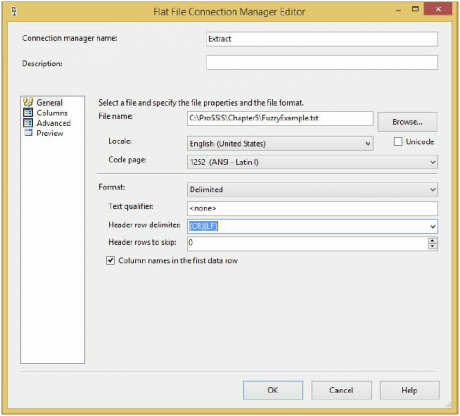 Flat File Connection Manager Editor
Connection manager name:
Extract
Description:
General
Columns
Advanced
Preview
Select a file and specify the file properties and the file format.
File name:
C:\ProSSIS\Chapter5\FuzzyExample.txt
Browse...
Locale:
English (United States)
Unicode
Code page:
1252 (ANSI - Latin I)
Format:
Delimited
Text qualifier:
<none>
Header row delimiter:
{CR}{LF}
Header rows to skip:
0
Column names in the first data row
OK
Cancel
Help